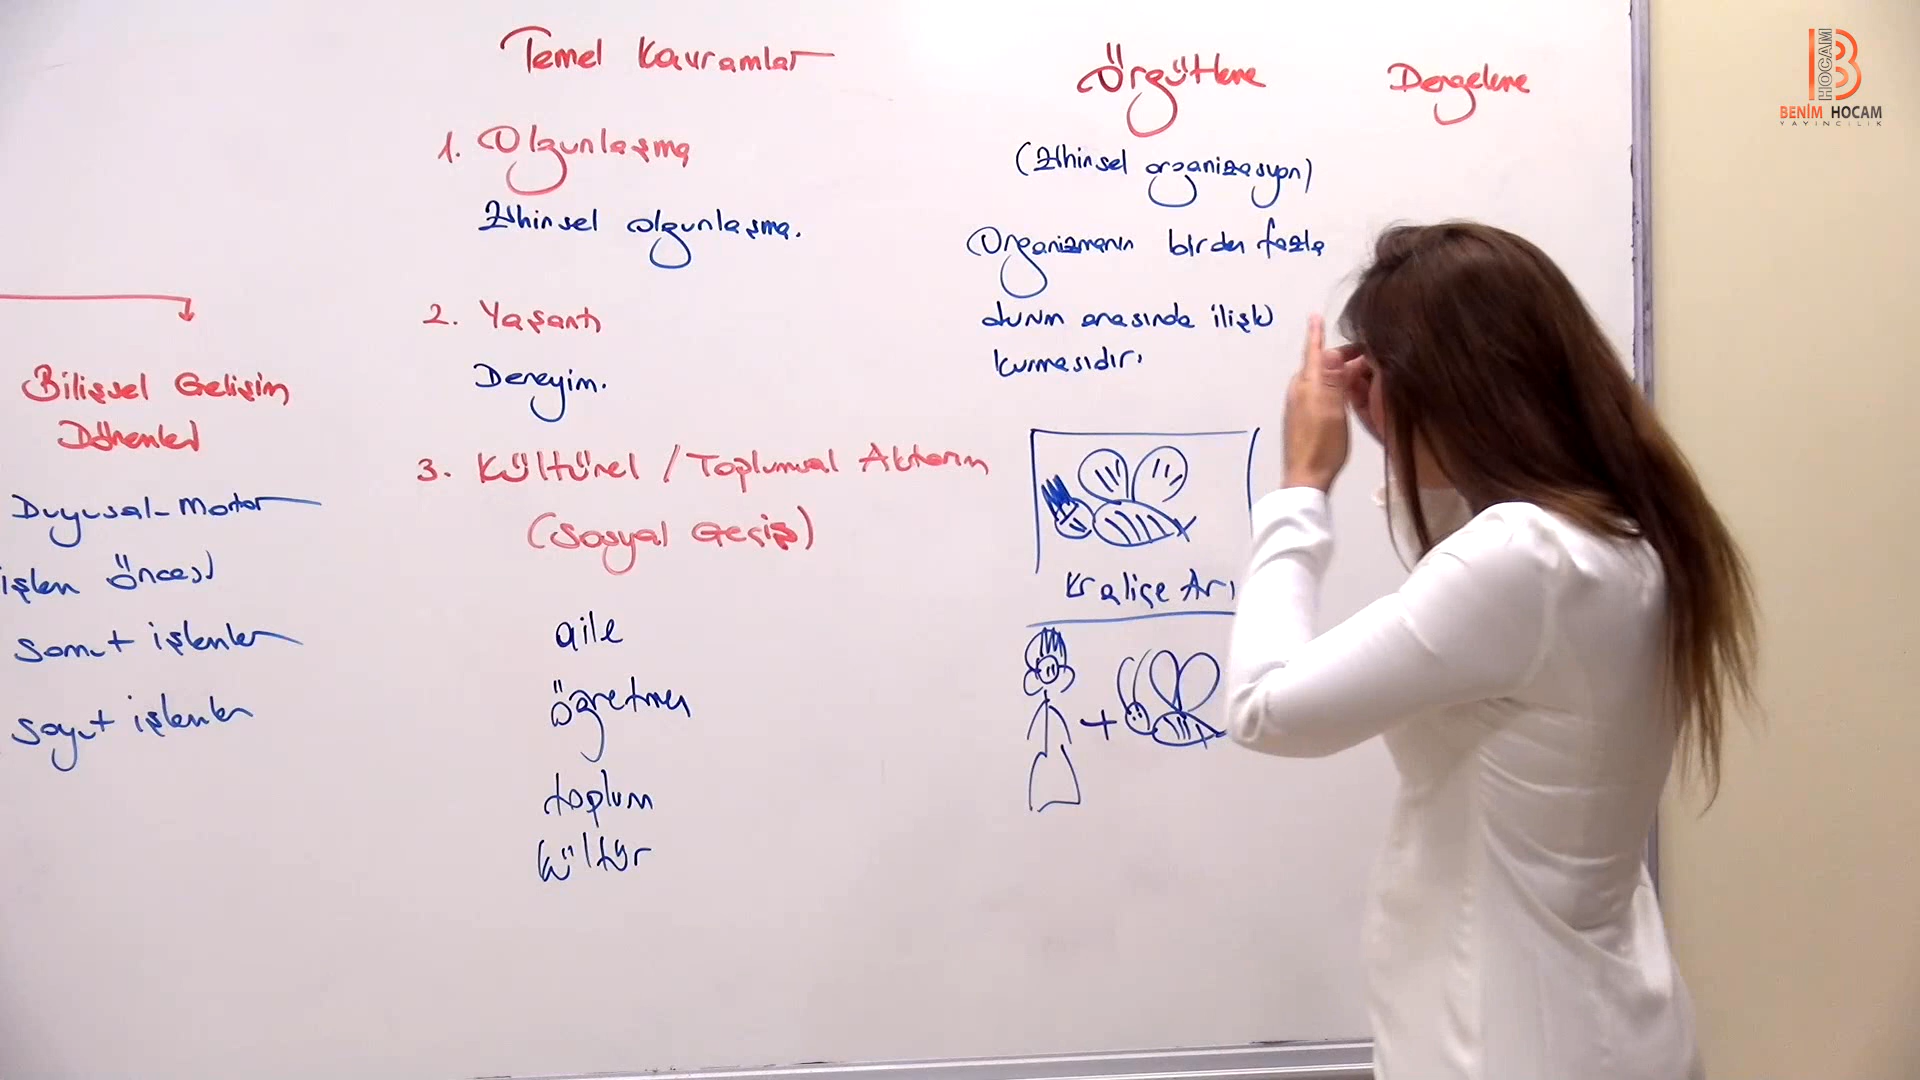 Temel Kavramlar
1. Olgunlaşma
Zihinsel olgunlaşma.
2. Yaşantı
Deneyim.
3. Kültürel / Toplumsal Aktarım
(Sosyal Geçiş)
aile
öğretmen
toplum
kültür
Bilişsel Gelişim
Dönemleri
Duyusal-Motor
işlem öncesi
Somut işlemler
Soyut işlemler
Örgütleme
(Zihinsel organizasyon)
Organizmanın birden fazla
durum arasında ilişki
kurmasıdır.
Kraliçe Arı
+
Dengeleme
B HOCAM
BENİM HOCAM
YAYINCILIK